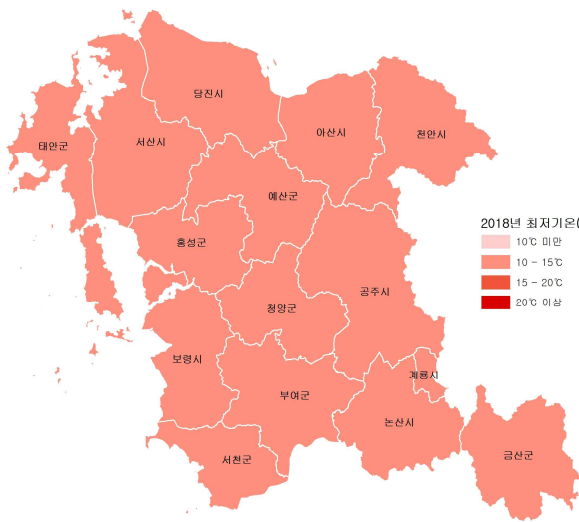 당진시
아산시
천안시
태안군
서산시
예산군
홍성군
공주시
청양군
보령시
계룡시
부여군
논산시
서천군
금산군
2018년 최저기온(
10℃ 미만
10 - 15℃
15 - 20℃
20℃ 이상